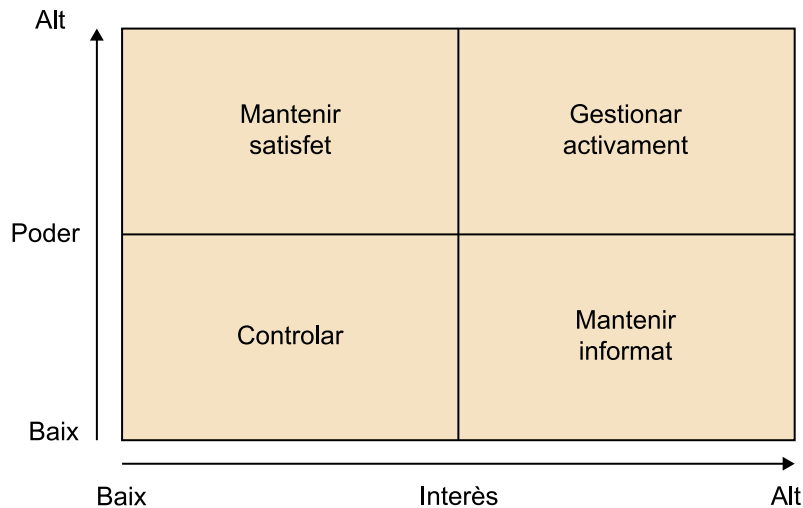 Alt
Mantenir
satisfet
Gestionar
activament
Poder
Controlar
Mantenir
informat
Baix
Baix
Interès
Alt